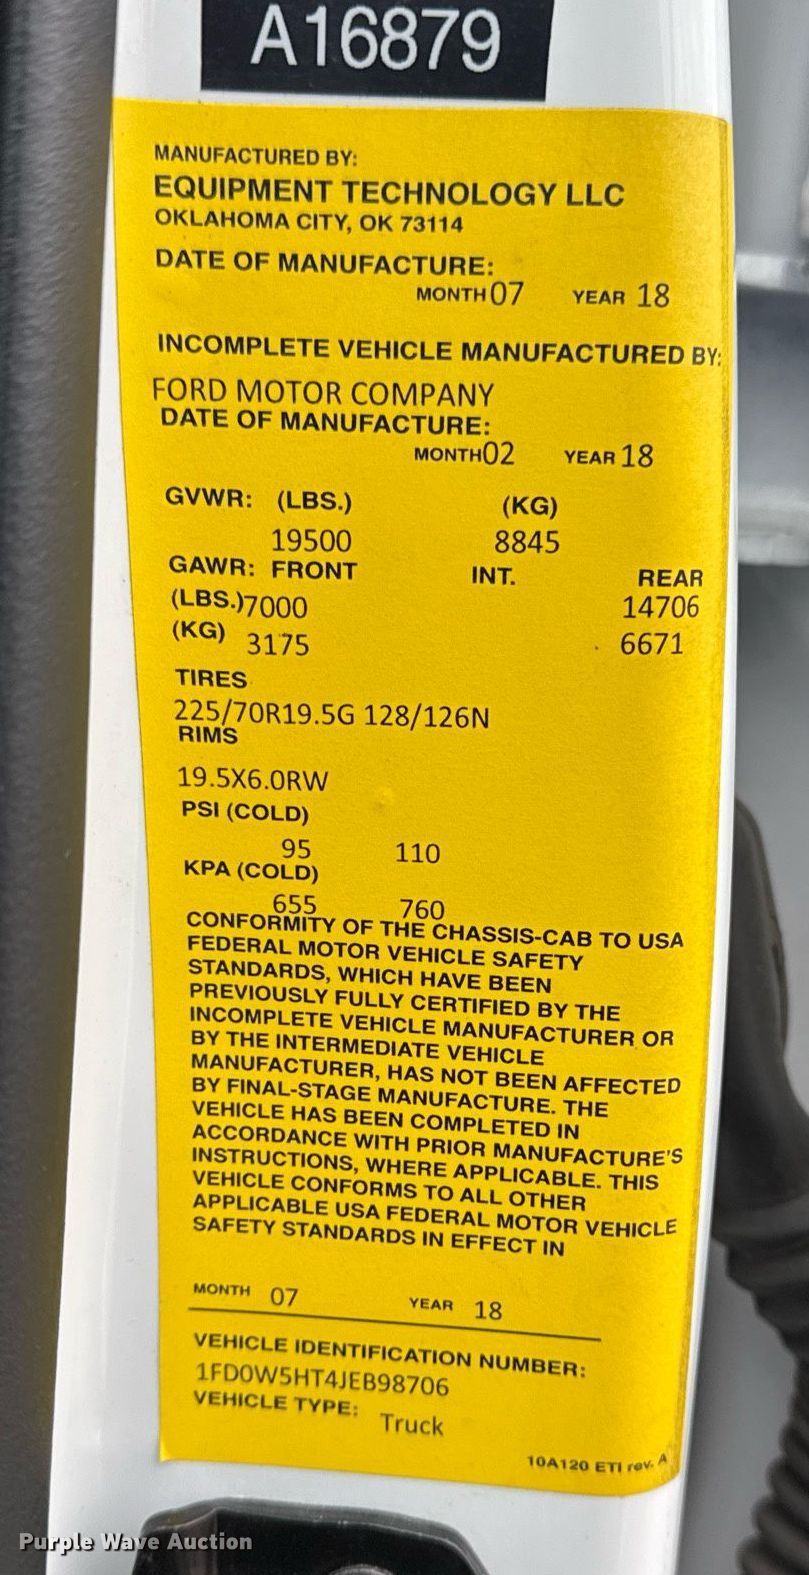 A16879
MANUFACTURED BY:
EQUIPMENT TECHNOLOGY LLC
OKLAHOMA CITY, OK 73114
DATE OF MANUFACTURE:
MONTH 07 YEAR 18
INCOMPLETE VEHICLE MANUFACTURED BY:
FORD MOTOR COMPANY
DATE OF MANUFACTURE:
MONTH 02 YEAR 18
GVWR: (LBS.) (KG)
19500 8845
GAWR: FRONT INT. REAR
(LBS.) 7000 14706
(KG) 3175 6671
TIRES
225/70R19.5G 128/126N
RIMS
19.5X6.0RW
PSI (COLD)
95 110
KPA (COLD)
655 760
CONFORMITY OF THE CHASSIS-CAB TO USA
FEDERAL MOTOR VEHICLE SAFETY
STANDARDS, WHICH HAVE BEEN
PREVIOUSLY FULLY CERTIFIED BY THE
INCOMPLETE VEHICLE MANUFACTURER OR
BY THE INTERMEDIATE VEHICLE
MANUFACTURER, HAS NOT BEEN AFFECTED
BY FINAL-STAGE MANUFACTURE. THE
VEHICLE HAS BEEN COMPLETED IN
ACCORDANCE WITH PRIOR MANUFACTURE'S
INSTRUCTIONS, WHERE APPLICABLE. THIS
VEHICLE CONFORMS TO ALL OTHER
APPLICABLE USA FEDERAL MOTOR VEHICLE
SAFETY STANDARDS IN EFFECT IN
MONTH 07 YEAR 18
VEHICLE IDENTIFICATION NUMBER:
1FD0W5HT4JEB98706
VEHICLE TYPE: Truck
10A120 ETI rev. A
Purple Wave Auction